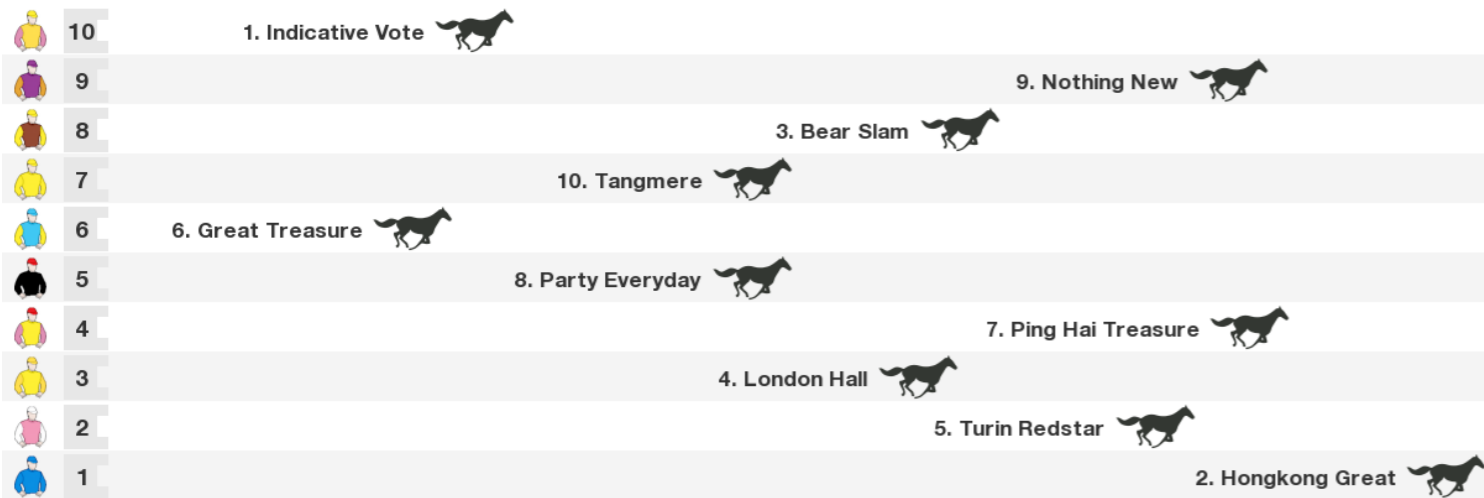 10 1. Indicative Vote
9 9. Nothing New
8 3. Bear Slam
7 10. Tangmere
6 6. Great Treasure
5 8. Party Everyday
4 7. Ping Hai Treasure
3 4. London Hall
2 5. Turin Redstar
1 2. Hongkong Great